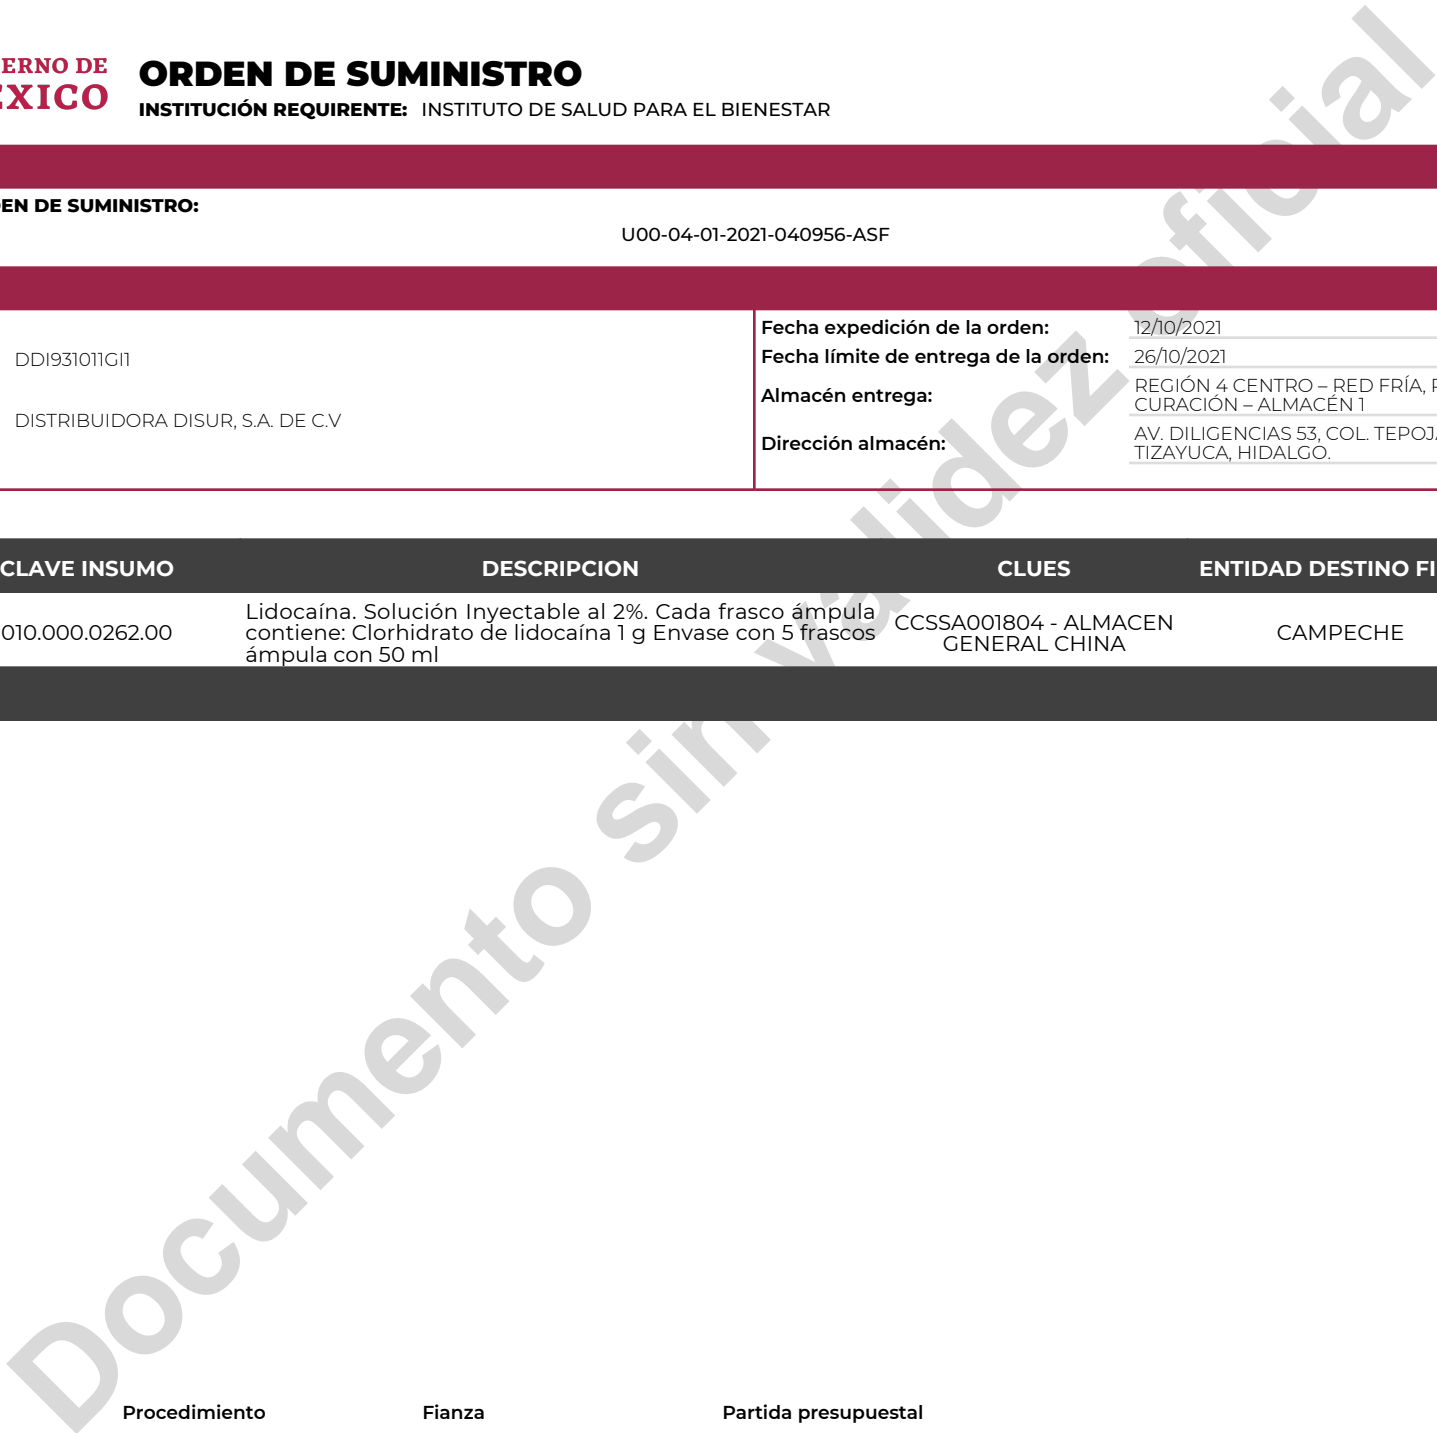 ERNO DE
ÉXICO
ORDEN DE SUMINISTRO
INSTITUCIÓN REQUIRENTE: INSTITUTO DE SALUD PARA EL BIENESTAR
EN DE SUMINISTRO:
U00-04-01-2021-040956-ASF
DDI931011GI1
DISTRIBUIDORA DISUR, S.A. DE C.V
Fecha expedición de la orden: 12/10/2021
Fecha límite de entrega de la orden: 26/10/2021
Almacén entrega: REGIÓN 4 CENTRO – RED FRÍA,
CURACIÓN – ALMACÉN 1
Dirección almacén: AV. DILIGENCIAS 53, COL. TEPOJA
TIZAYUCA, HIDALGO.
CLAVE INSUMO DESCRIPCION CLUES ENTIDAD DESTINO FI
010.000.0262.00
Lidocaína. Solución Inyectable al 2%. Cada frasco ámpula
contiene: Clorhidrato de lidocaína 1 g Envase con 5 frascos
ámpula con 50 ml
CCSSA001804 - ALMACEN
GENERAL CHINA
CAMPECHE
Documento sin validez oficial
Procedimiento Fianza Partida presupuestal